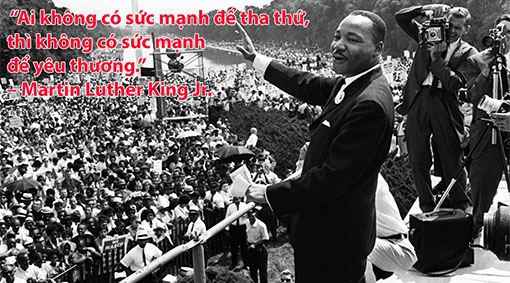 “Ai không có sức mạnh để tha thứ,
thì không có sức mạnh
để yêu thương.”
– Martin Luther King Jr.